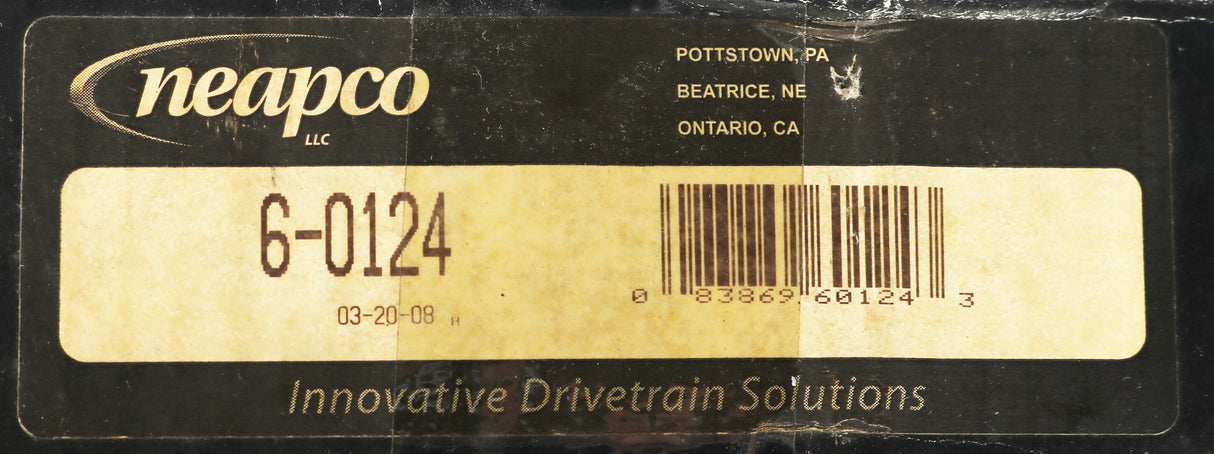 neapco
LLC
POTTSTOWN, PA
BEATRICE, NE
ONTARIO, CA
6-0124
03-20-08 H
0 83869 60124 3
Innovative Drivetrain Solutions